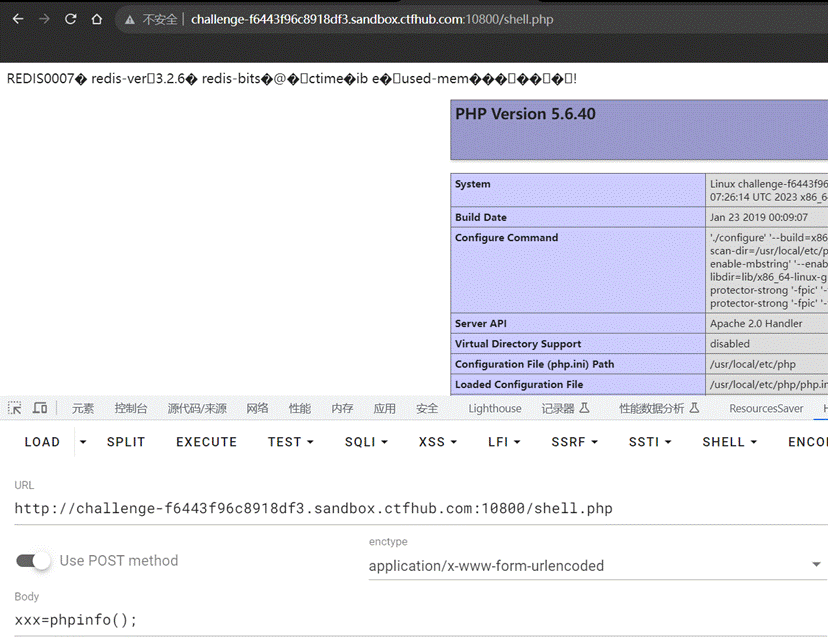 不安全 | challenge-f6443f96c8918df3.sandbox.ctfhub.com:10800/shell.php
REDIS0007� redis-ver▯3.2.6� redis-bits�@�▯ctime�ib e�▯used-mem���▯��▯�▯!
PHP Version 5.6.40
System
Linux challenge-f6443f96
07:26:14 UTC 2023 x86_6
Build Date
Jan 23 2019 00:09:07
Configure Command
'./configure' '--build=x86
scan-dir=/usr/local/etc/p
enable-mbstring' '--enab
libdir=lib/x86_64-linux-g
protector-strong' '-fpic' '-
protector-strong' '-fpic' '-
Server API
Apache 2.0 Handler
Virtual Directory Support
disabled
Configuration File (php.ini) Path
/usr/local/etc/php
Loaded Configuration File
/usr/local/etc/php/php.in
元素 控制台 源代码/来源 网络 性能 内存 应用 安全 Lighthouse 记录器 性能数据分析 ResourcesSaver H
LOAD SPLIT EXECUTE TEST SQLI XSS LFI SSRF SSTI SHELL ENCO
URL
http://challenge-f6443f96c8918df3.sandbox.ctfhub.com:10800/shell.php
Use POST method
enctype
application/x-www-form-urlencoded
Body
xxx=phpinfo();